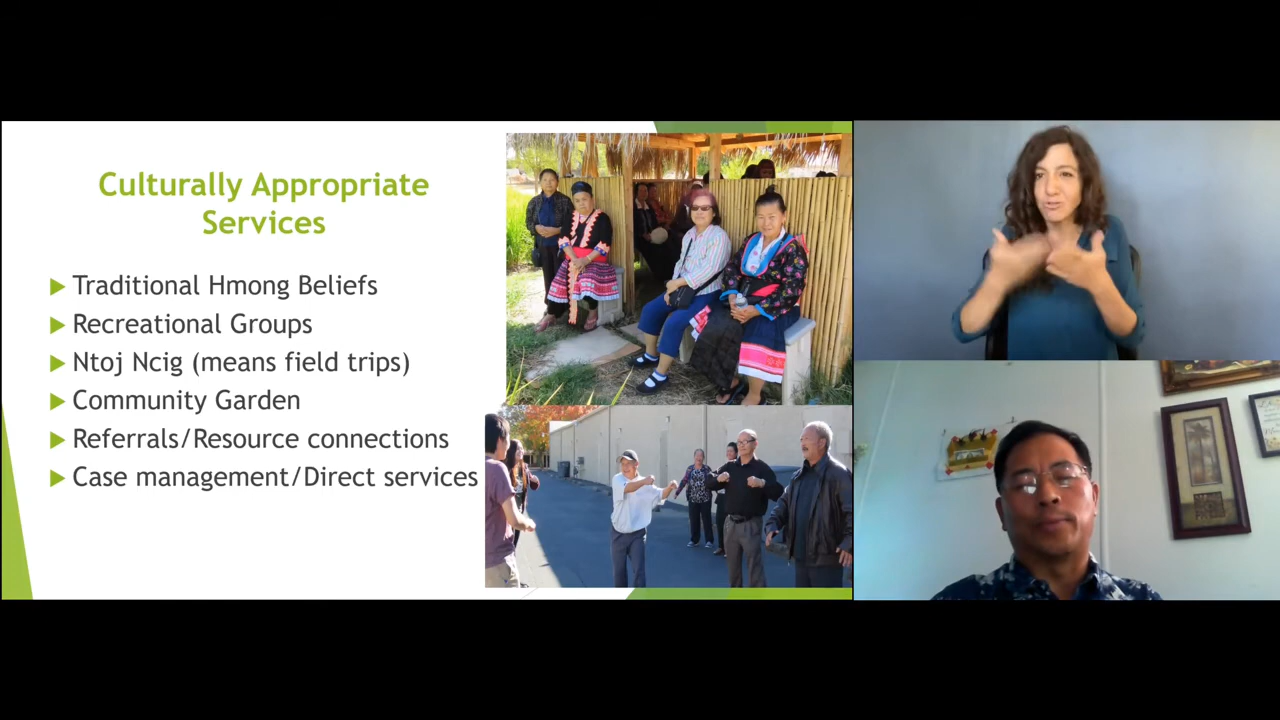 Culturally Appropriate
Services
Traditional Hmong Beliefs
Recreational Groups
Ntoj Ncig (means field trips)
Community Garden
Referrals/Resource connections
Case management/Direct services